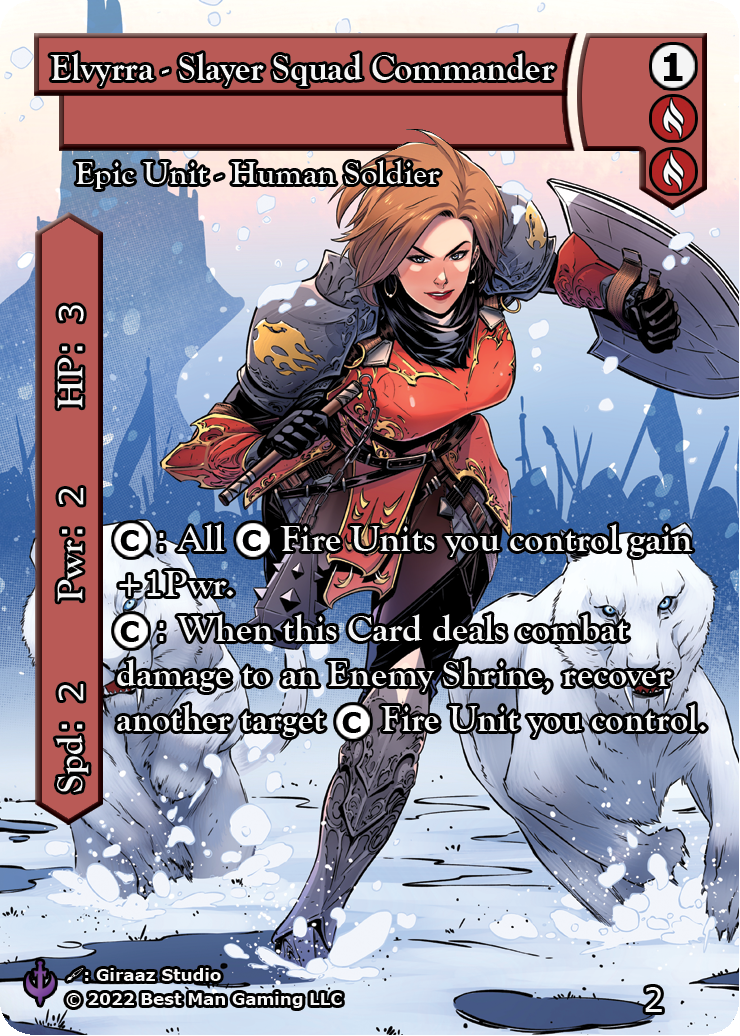 Elvyrra - Slayer Squad Commander
1
Epic Unit - Human Soldier
HP: 3
Pwr: 2
Spd: 2
©: All © Fire Units you control gain
+1Pwr.
©: When this Card deals combat
damage to an Enemy Shrine, recover
another target © Fire Unit you control.
: Giraaz Studio
© 2022 Best Man Gaming LLC
2